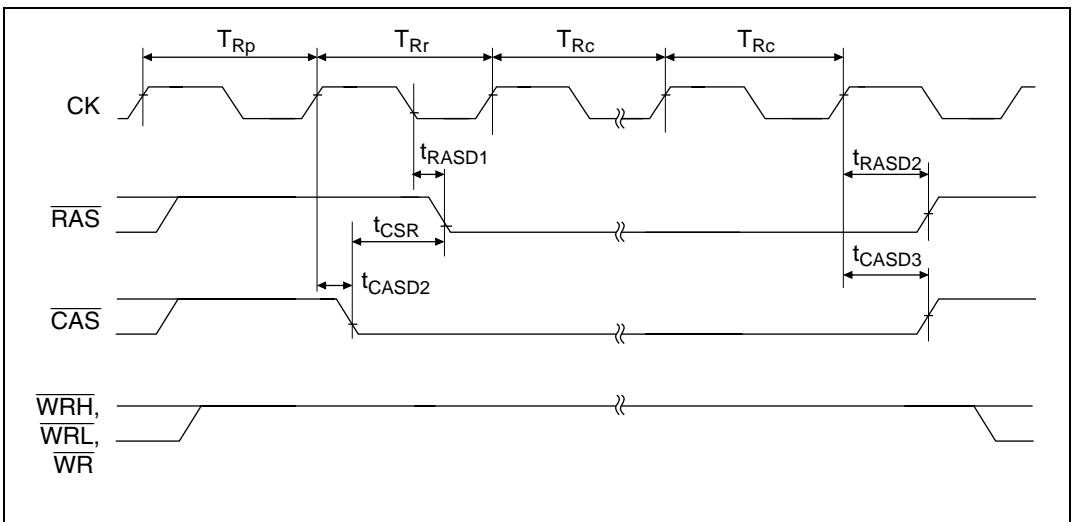 TRp TRr TRc TRc
CK
tRASD1
tRASD2
RAS
tCSR
tCASD3
tCASD2
CAS
WRH,
WRL,
WR